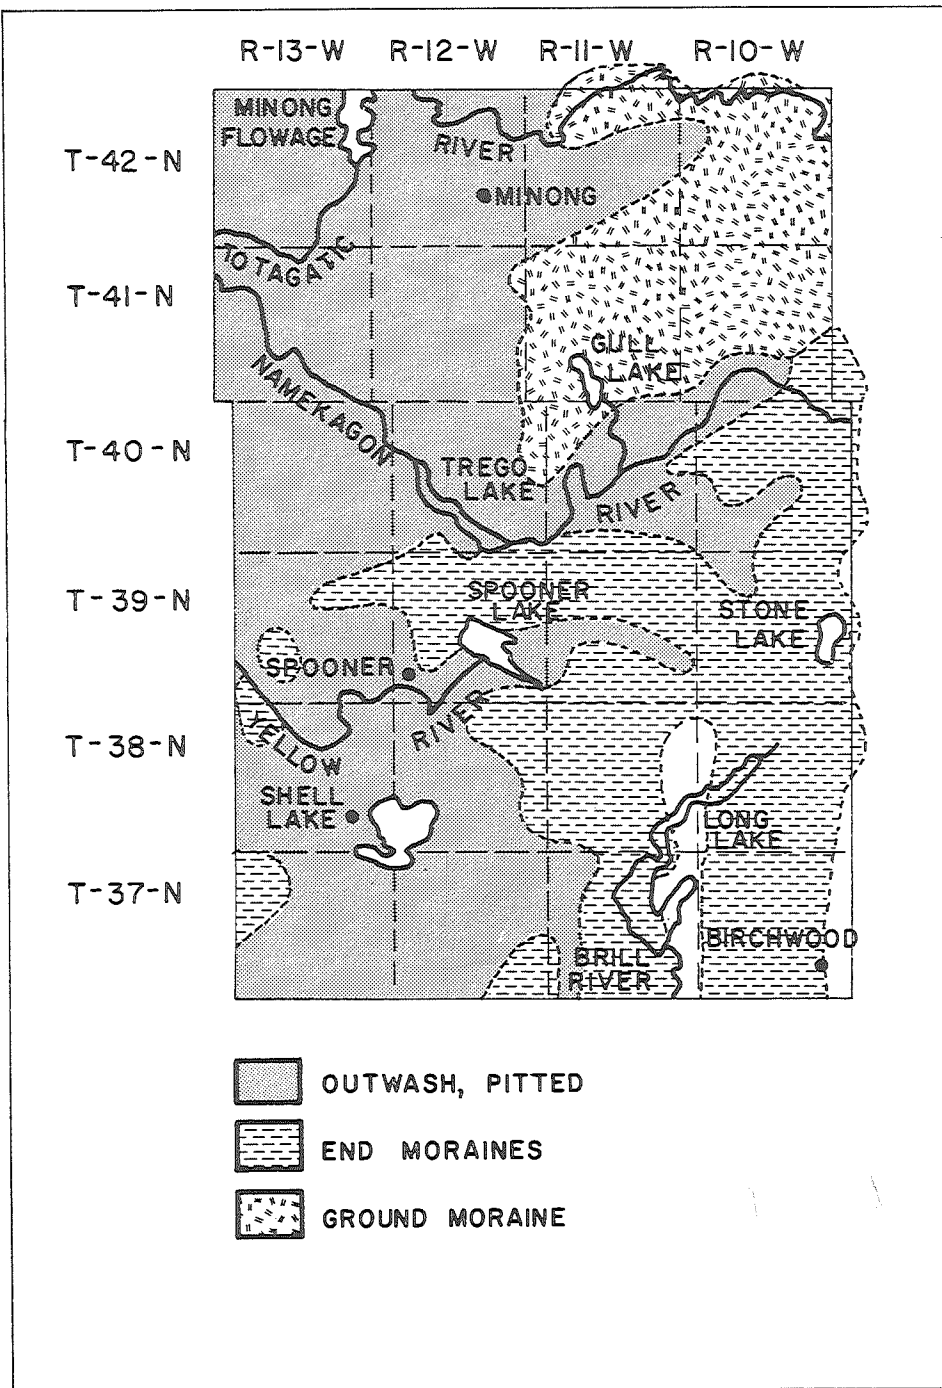 R-13-W R-12-W R-11-W R-10-W
MINONG
FLOWAGE
RIVER
T-42-N
MINONG
TO TAGATIC
T-41-N
GULL
LAKE
NAMEKAGON
T-40-N
TREGO
LAKE
RIVER
T-39-N
SPOONER
LAKE
STONE
LAKE
SPOONER
YELLOW
RIVER
T-38-N
SHELL
LAKE
LONG
LAKE
T-37-N
BIRCHWOOD
BRILL
RIVER
OUTWASH, PITTED
END MORAINES
GROUND MORAINE